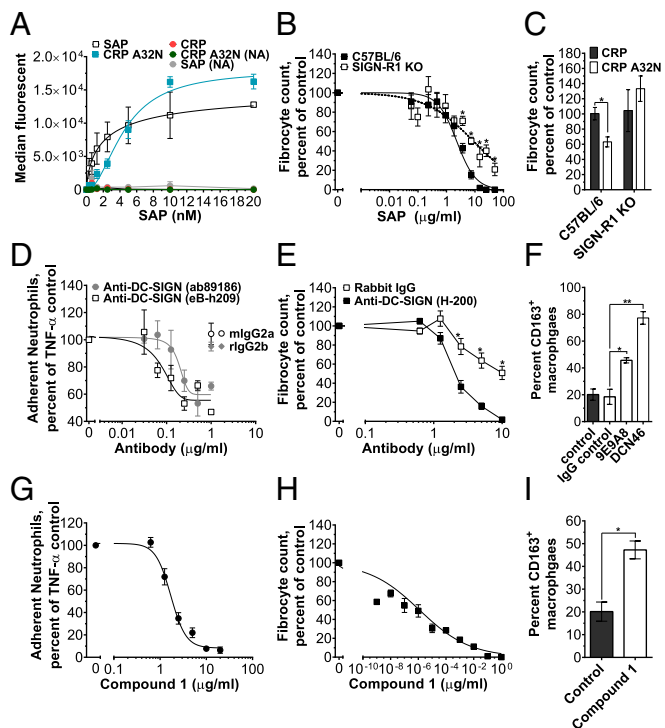 A
SAP
CRP A32N
CRP
CRP A32N (NA)
SAP (NA)
Median fluorescent
2.0×10⁴
1.5×10⁴
1.0×10⁴
5.0×10³
0
0 2 4 6 8 10 12 14 16 18 20
SAP (nM)
B
C57BL/6
SIGN-R1 KO
Fibrocyte count,
percent of control
140
120
100
80
60
40
20
0
* * * * *
0 0.01 0.1 1 10 100
SAP (µg/ml)
C
CRP
CRP A32N
Fibrocyte count,
percent of control
180
160
140
120
100
80
60
40
20
0
*
C57BL/6
SIGN-R1 KO
D
Anti-DC-SIGN (ab89186)
Anti-DC-SIGN (eB-h209)
mIgG2a
rIgG2b
Adherent Neutrophils,
percent of TNF-α control
140
120
100
80
60
40
0 0.01 0.1 1 10
Antibody (µg/ml)
E
Rabbit IgG
Anti-DC-SIGN (H-200)
Fibrocyte count,
percent of control
140
120
100
80
60
40
20
0
* * *
0 0.1 1 10
Antibody (µg/ml)
F
Percent CD163⁺
macrophgaes
100
80
60
40
20
0
**
*
control
IgG control
9E9A8
DCN46
G
Adherent Neutrophils,
percent of TNF-α control
120
100
80
60
40
20
0
0 0.1 1 10 100
Compound 1 (µg/ml)
H
Fibrocyte count,
percent of control
140
120
100
80
60
40
20
0
0 10⁻¹⁰ 10⁻⁸ 10⁻⁶ 10⁻⁴ 10⁻² 10⁰
Compound 1 (µg/ml)
I
Percent CD163⁺
macrophgaes
60
50
40
30
20
10
0
*
Control
Compound 1